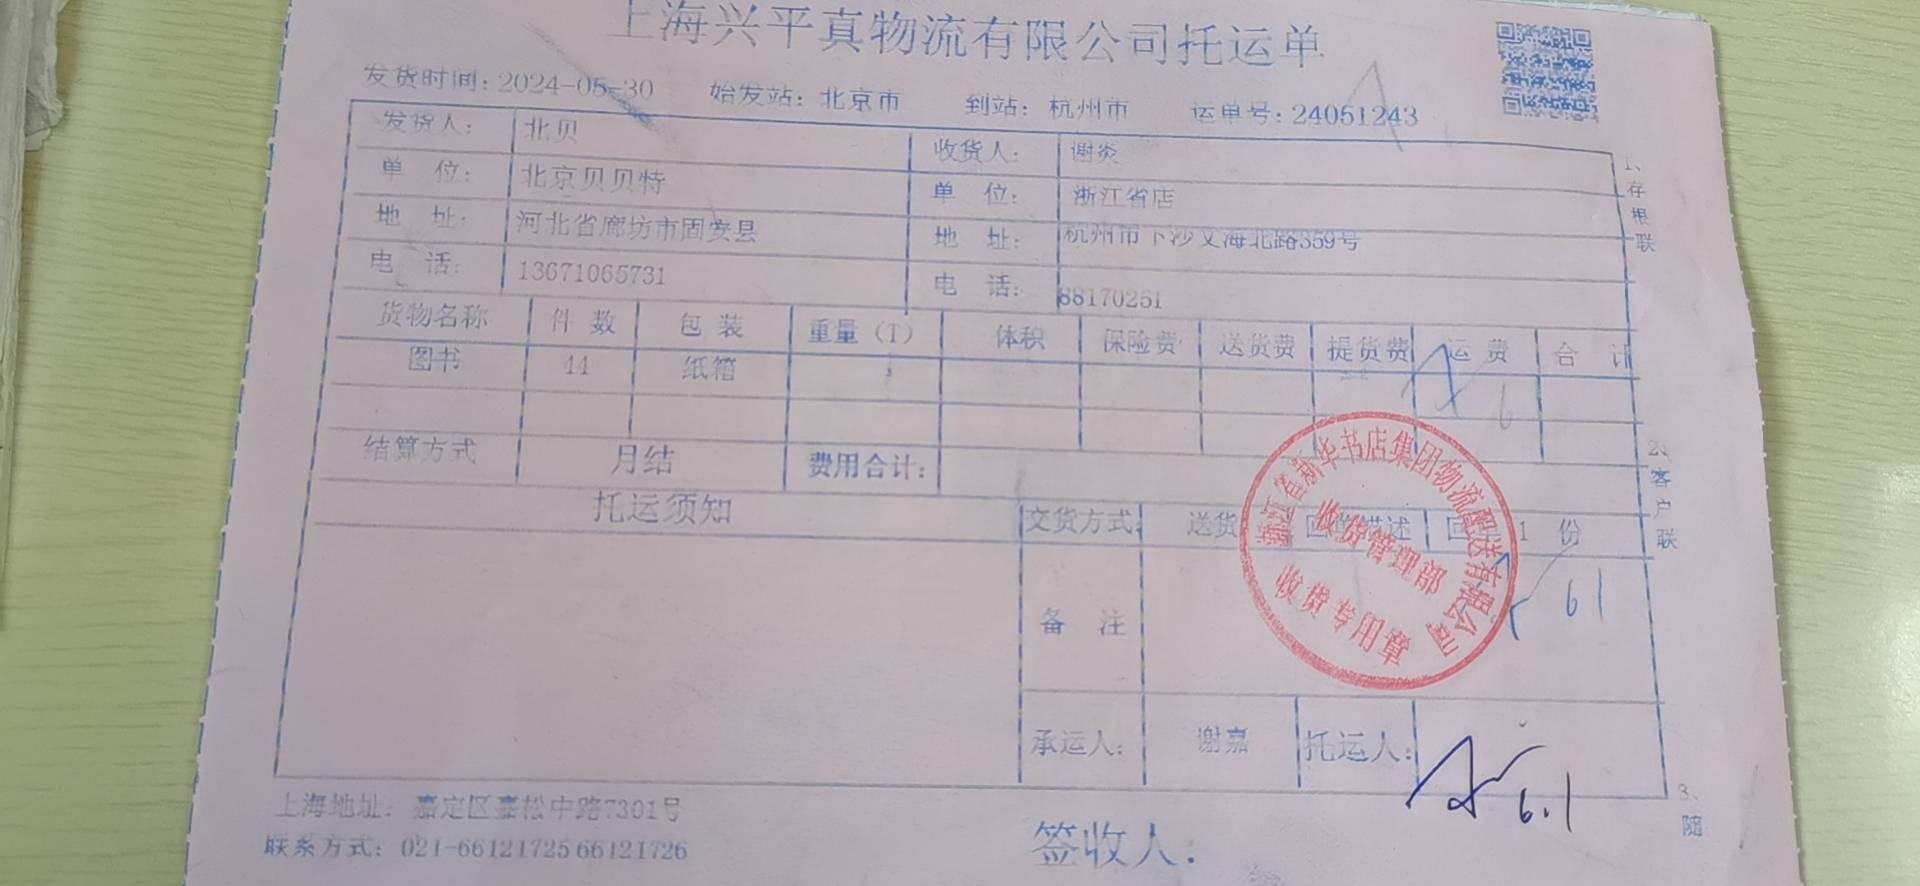 上海兴平真物流有限公司托运单
发货时间: 2024-05-30 始发站: 北京市 到站: 杭州市 运单号: 24051243
发货人: 北贝 收货人: 谢炎
单 位: 北京贝贝特 单 位: 浙江省店
地 址: 河北省廊坊市固安县 地 址: 杭州市下沙文海北路359号
电 话: 13671065731 电 话: 88170251
货物名称 件 数 包 装 重量（T） 体积 保险费 送货费 提货费 运 费 合 计
图书 44 纸箱
结算方式 月结 费用合计:
托运须知 交货方式: 送货 回单描述 回单 1 份
备 注
61
承运人: 谢嘉 托运人:
6.1
上海地址: 嘉定区嘉松中路7301号
联系方式: 021-66121725 66121726
签收人:
1、存根联
2、客户联
3、随
浙江省新华书店集团物流配送有限公司
收货管理部
收货专用章